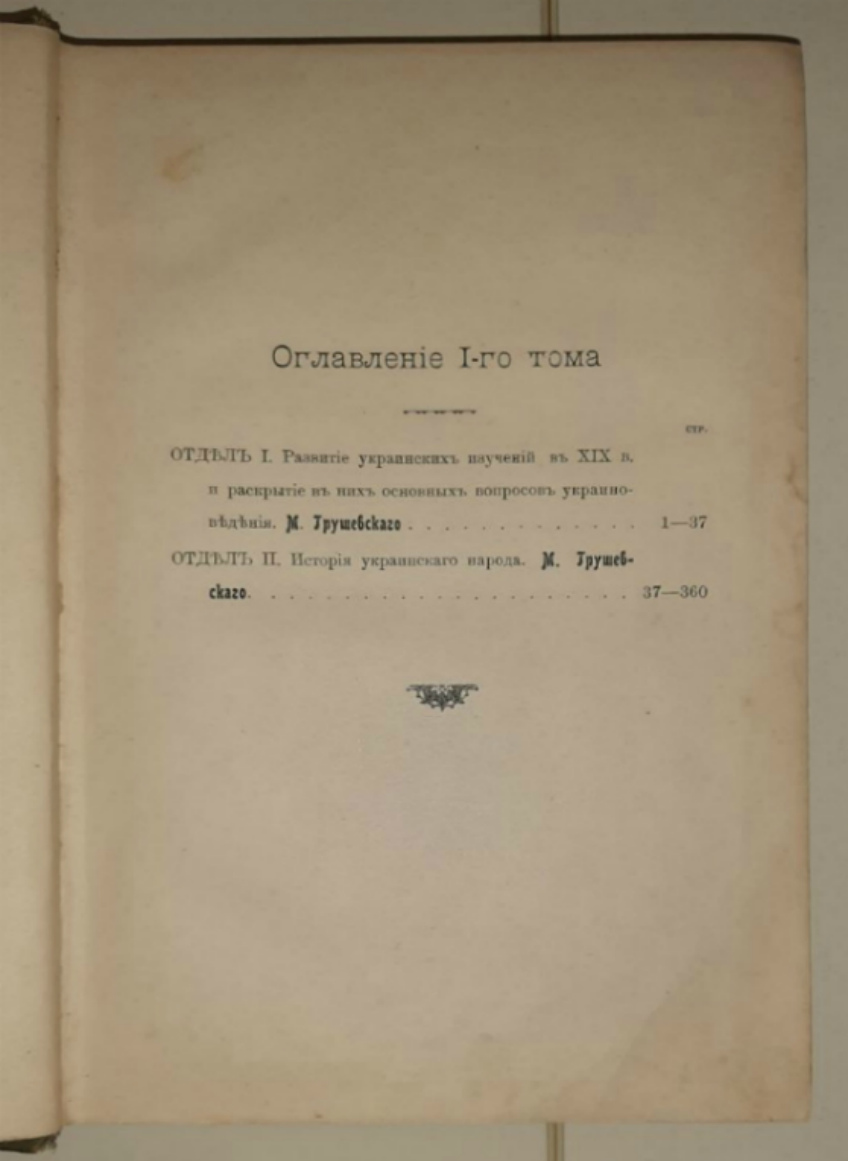 Оглавленіе I-го тома
стр.
ОТДѢЛЪ I. Развитіе украинскихъ изученій въ XIX в.
и раскрытіе въ нихъ основныхъ вопросовъ украино-
вѣдѣнія. М. Грушевскаго . . . . . . . . . . . . . 1—37
ОТДѢЛЪ II. Исторія украинскаго народа. М. Грушев-
скаго. . . . . . . . . . . . . . . . . . . . . 37—360